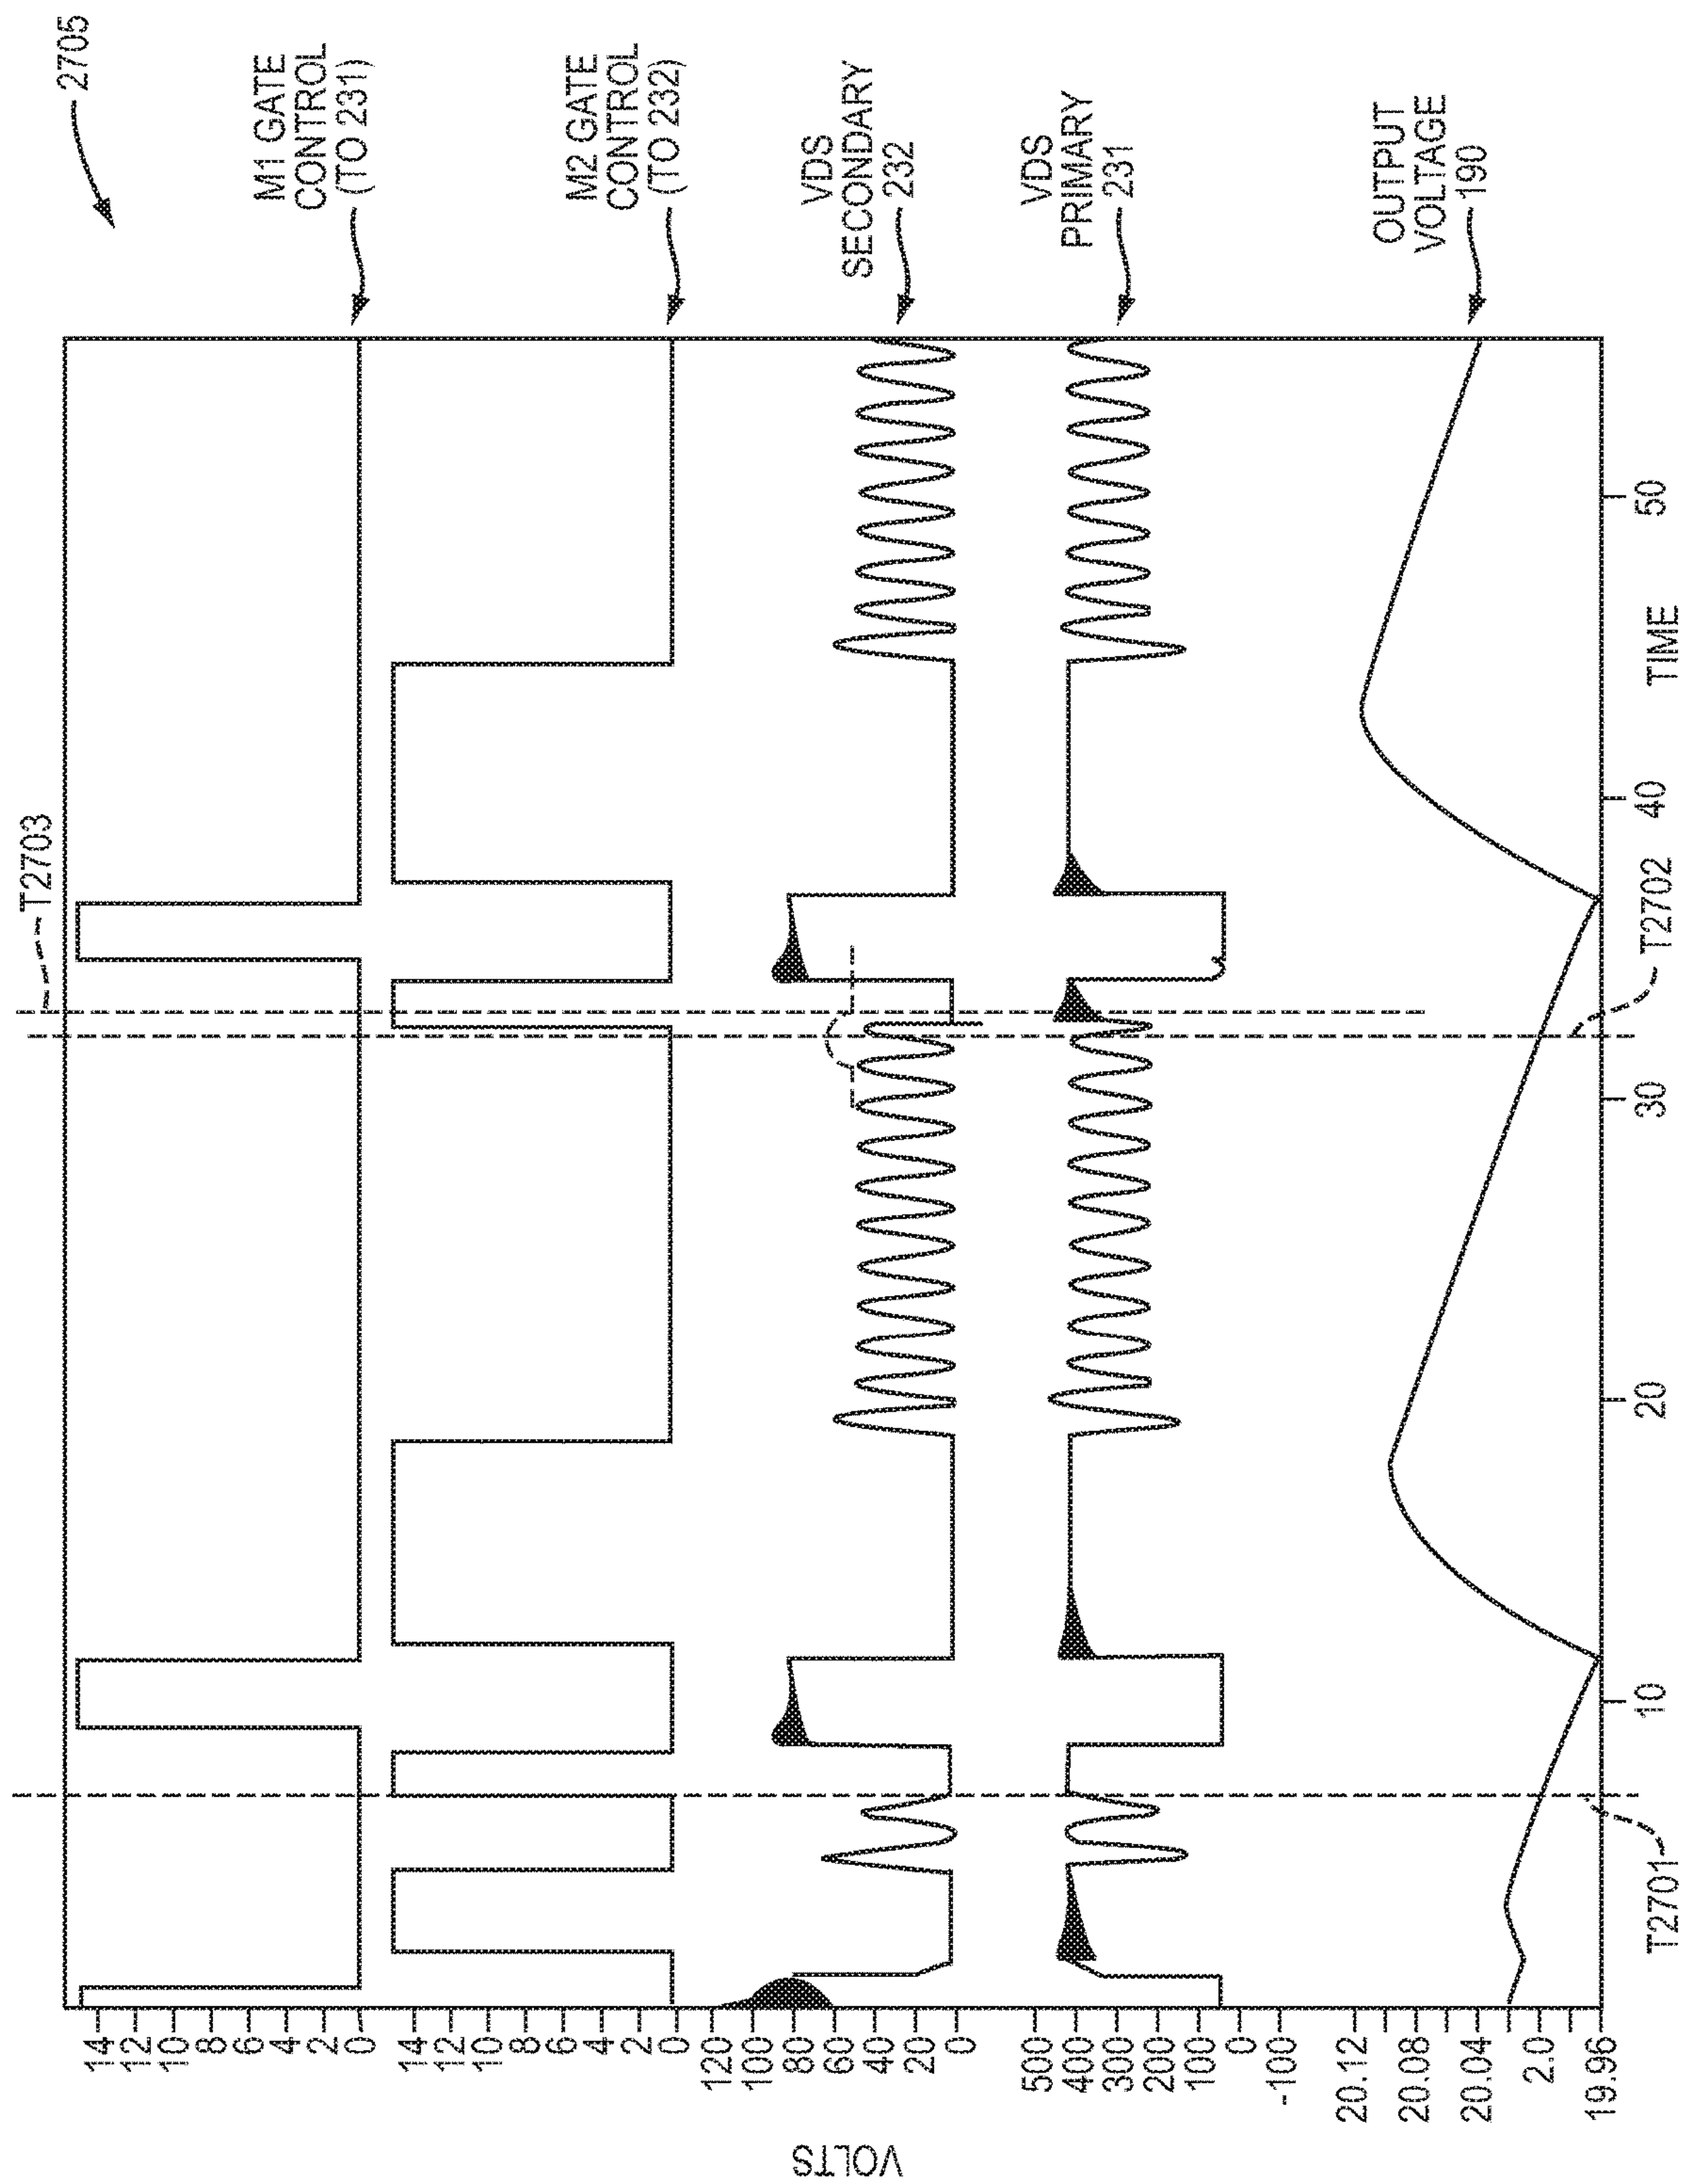 2705
T2703
M1 GATE
CONTROL
(TO 231)
M2 GATE
CONTROL
(TO 232)
VDS
SECONDARY
232
VDS
PRIMARY
231
OUTPUT
VOLTAGE
190
VOLTS
14
12
10
8
6
4
2
0
14
12
10
8
6
4
2
0
120
100
80
60
40
20
0
500
400
300
200
100
0
-100
20.12
20.08
20.04
2.0
19.96
10
20
30
40
50
TIME
T2701
T2702